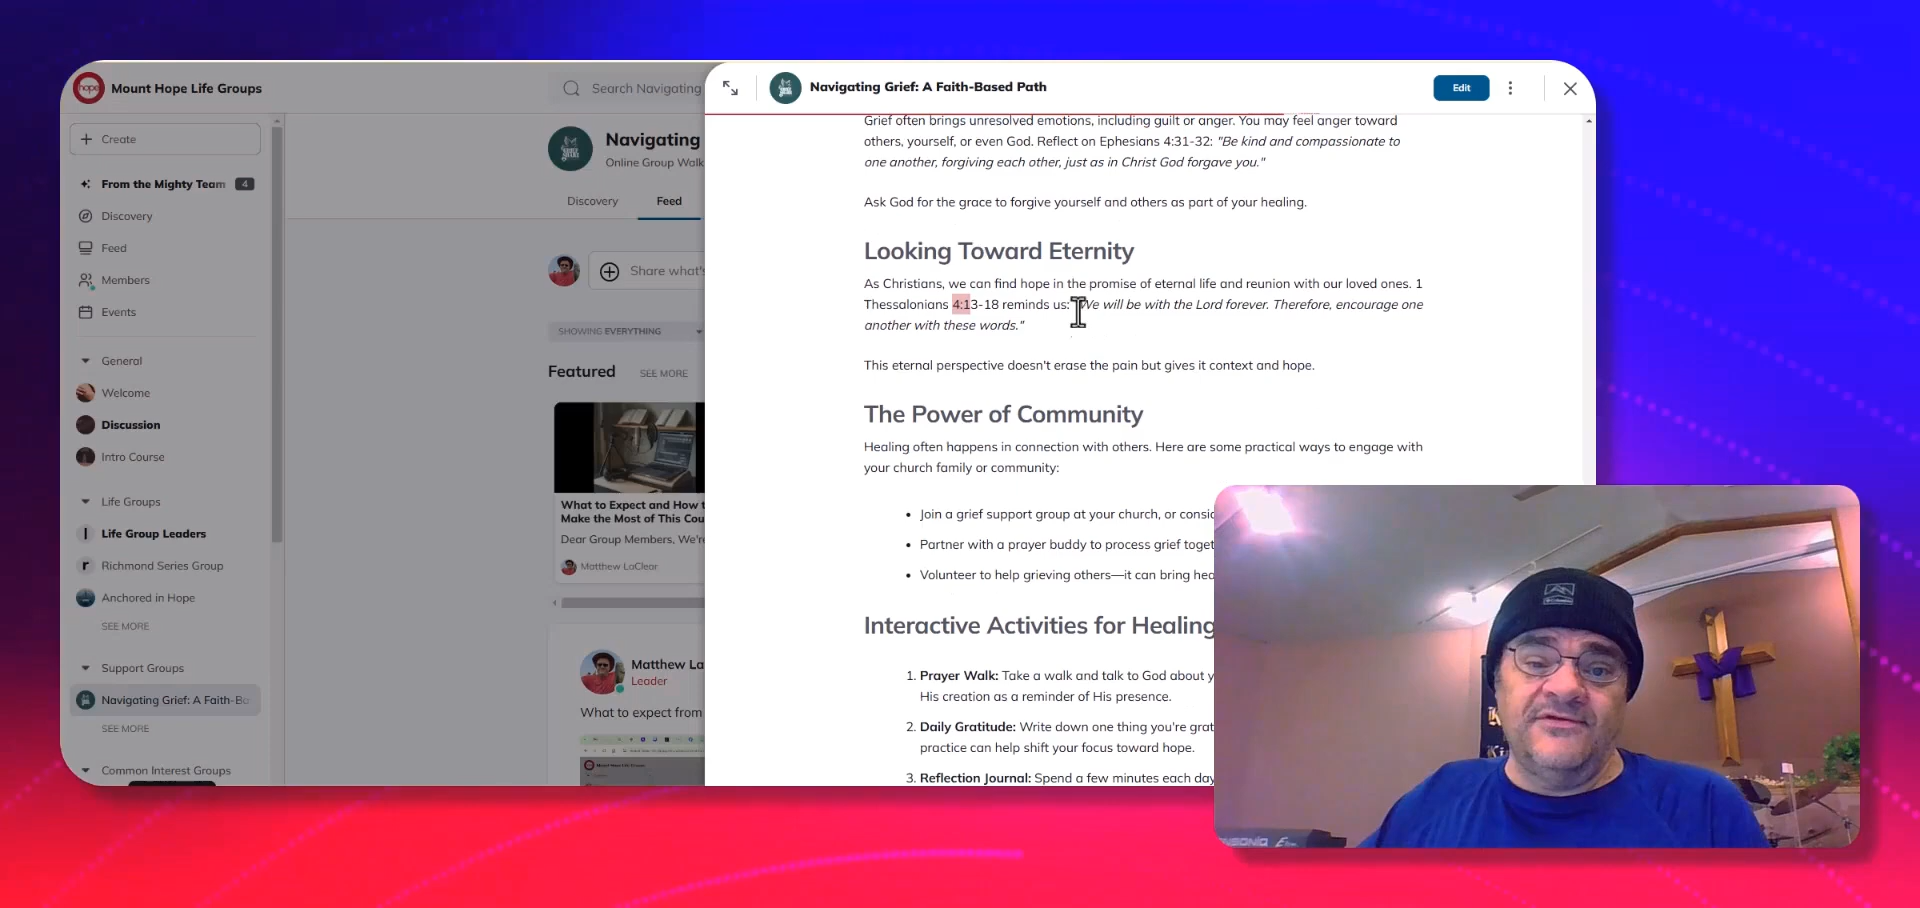 hope
Mount Hope Life Groups
Search Navigating
Navigating Grief: A Faith-Based Path
Edit
Create
From the Mighty Team 4
Discovery
Feed
Members
Events
General
Welcome
Discussion
Intro Course
Life Groups
Life Group Leaders
r Richmond Series Group
Anchored in Hope
SEE MORE
Support Groups
Navigating Grief: A Faith-Ba
SEE MORE
Common Interest Groups
Navigating
Online Group Walk
Discovery
Feed
Share what's
SHOWING EVERYTHING
Featured
SEE MORE
What to Expect and How t
Make the Most of This Cou
Dear Group Members, We're
Matthew LaClear
Matthew La
Leader
What to expect from
Grief often brings unresolved emotions, including guilt or anger. You may feel anger toward
others, yourself, or even God. Reflect on Ephesians 4:31-32: "Be kind and compassionate to
one another, forgiving each other, just as in Christ God forgave you."
Ask God for the grace to forgive yourself and others as part of your healing.
Looking Toward Eternity
As Christians, we can find hope in the promise of eternal life and reunion with our loved ones. 1
Thessalonians 4:13-18 reminds us: "We will be with the Lord forever. Therefore, encourage one
another with these words."
This eternal perspective doesn't erase the pain but gives it context and hope.
The Power of Community
Healing often happens in connection with others. Here are some practical ways to engage with
your church family or community:
• Join a grief support group at your church, or consi
• Partner with a prayer buddy to process grief toget
• Volunteer to help grieving others—it can bring hea
Interactive Activities for Healing
1. Prayer Walk: Take a walk and talk to God about y
His creation as a reminder of His presence.
2. Daily Gratitude: Write down one thing you're grat
practice can help shift your focus toward hope.
3. Reflection Journal: Spend a few minutes each day